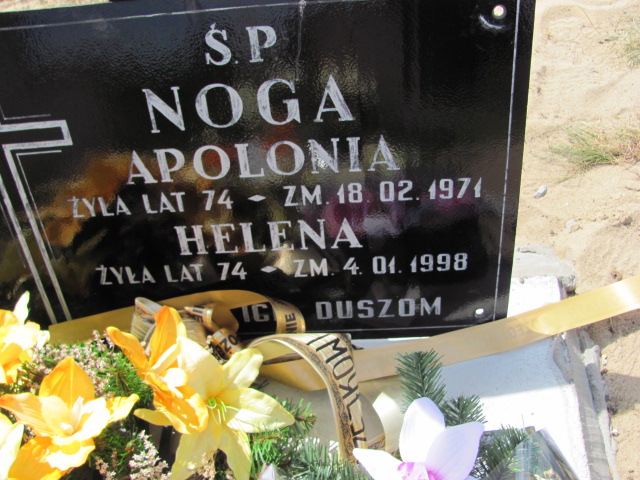 Ś.P.
NOGA
APOLONIA
ŻYŁA LAT 74 - ZM. 18.02.1971
HELENA
ŻYŁA LAT 74 - ZM. 4.01.1998
DUSZOM